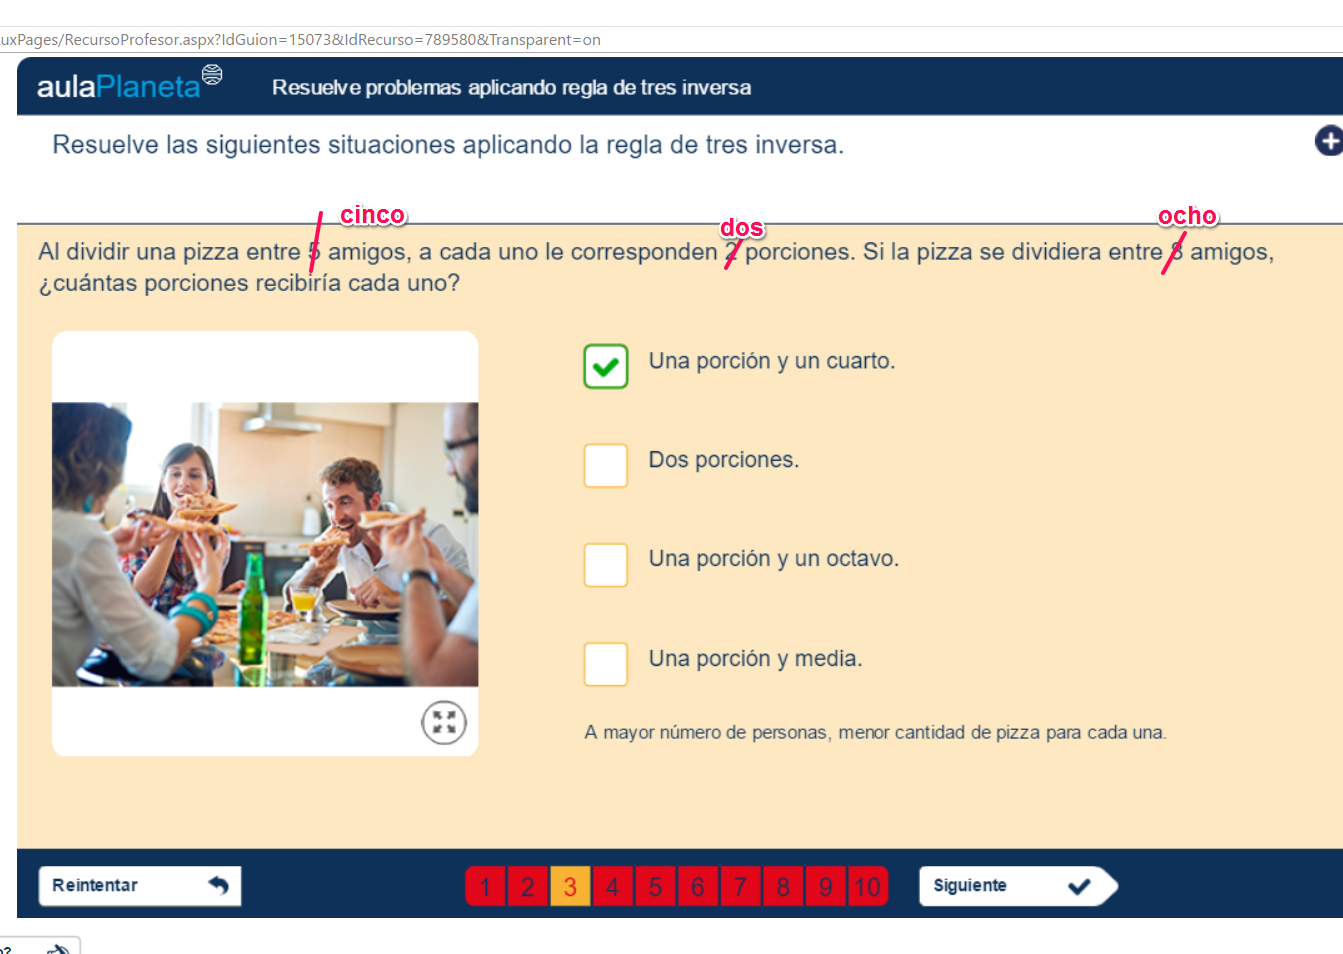 uxPages/RecursoProfesor.aspx?IdGuion=15073&IdRecurso=789580&Transparent=on
aulaPlaneta
Resuelve problemas aplicando regla de tres inversa
Resuelve las siguientes situaciones aplicando la regla de tres inversa.
cinco
dos
ocho
Al dividir una pizza entre 5 amigos, a cada uno le corresponden 2 porciones. Si la pizza se dividiera entre 8 amigos,
¿cuántas porciones recibiría cada uno?
Una porción y un cuarto.
Dos porciones.
Una porción y un octavo.
Una porción y media.
A mayor número de personas, menor cantidad de pizza para cada una.
Reintentar
1 2 3 4 5 6 7 8 9 10
Siguiente